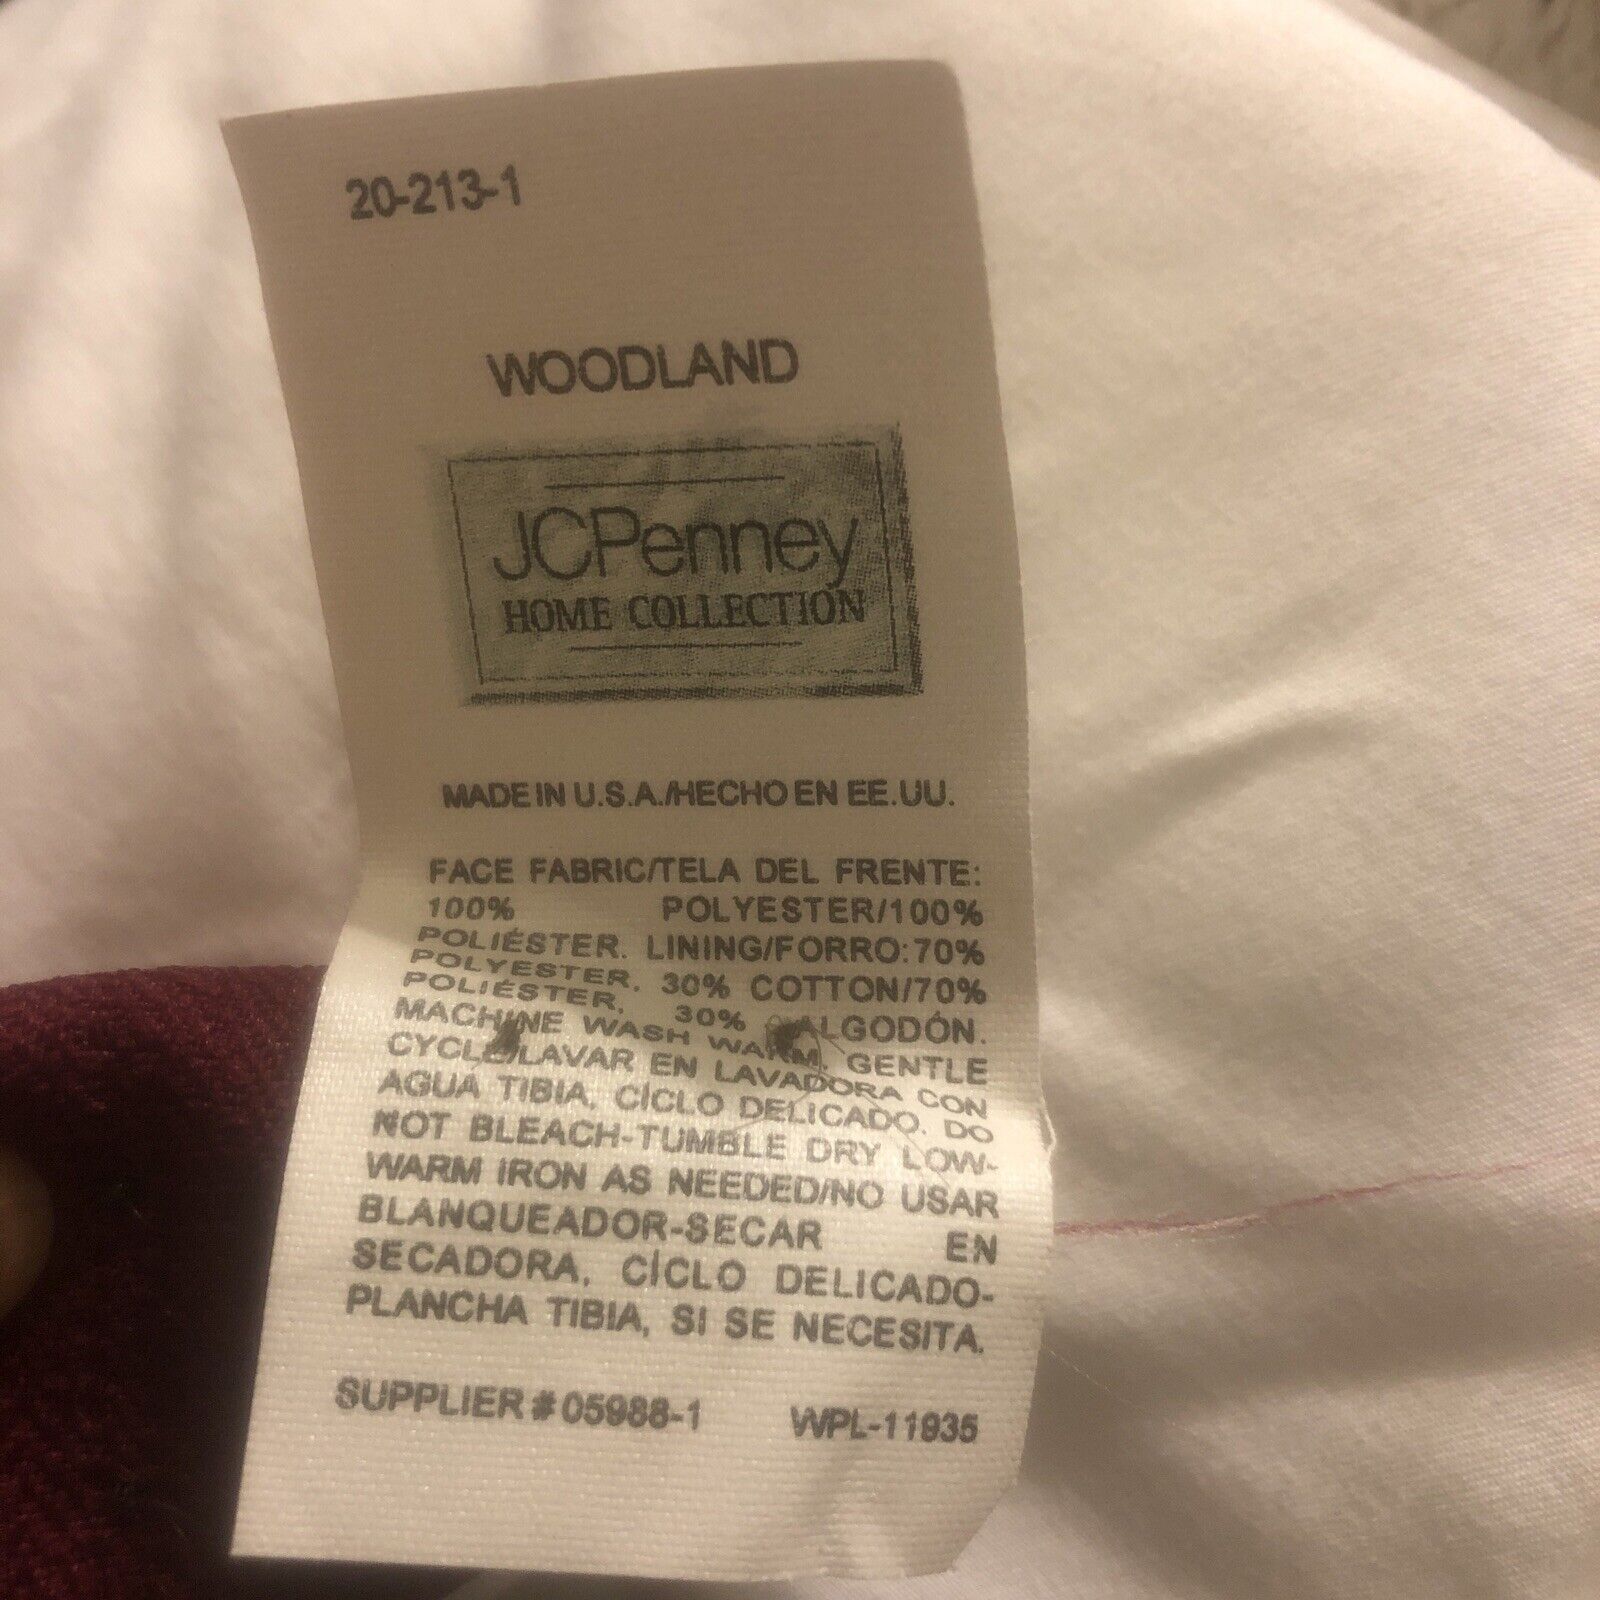 20-213-1
WOODLAND
JCPenney
HOME COLLECTION
MADE IN U.S.A./HECHO EN EE.UU.
FACE FABRIC/TELA DEL FRENTE:
100% POLYESTER/100%
POLIÉSTER. LINING/FORRO:70%
POLYESTER. 30% COTTON/70%
POLIÉSTER, 30% ALGODÓN.
MACHINE WASH WARM, GENTLE
CYCLE/LAVAR EN LAVADORA CON
AGUA TIBIA, CÍCLO DELICADO. DO
NOT BLEACH-TUMBLE DRY LOW-
WARM IRON AS NEEDED/NO USAR
BLANQUEADOR-SECAR EN
SECADORA, CÍCLO DELICADO-
PLANCHA TIBIA, SI SE NECESITA.
SUPPLIER # 05988-1 WPL-11935